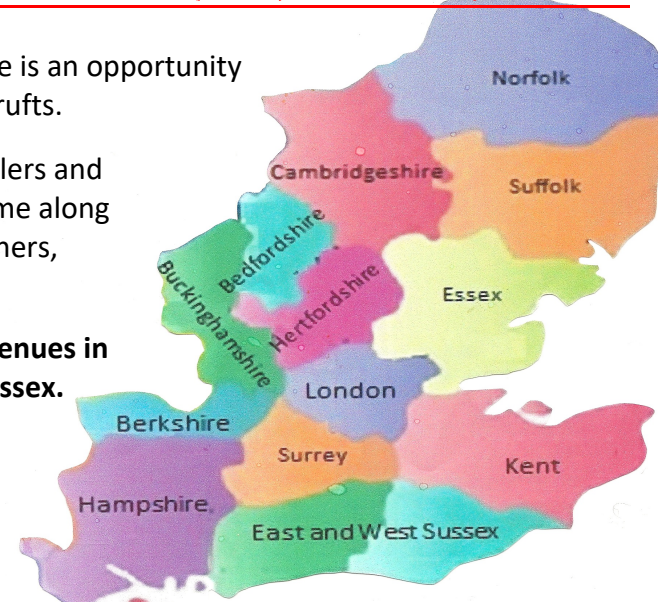 e is an opportunity
rufts.
lers and
me along
ners,
enues in
ssex.
Norfolk
Cambridgeshire
Suffolk
Bedfordshire
Buckinghamshire
Hertfordshire
Essex
London
Berkshire
Surrey
Kent
Hampshire
East and West Sussex